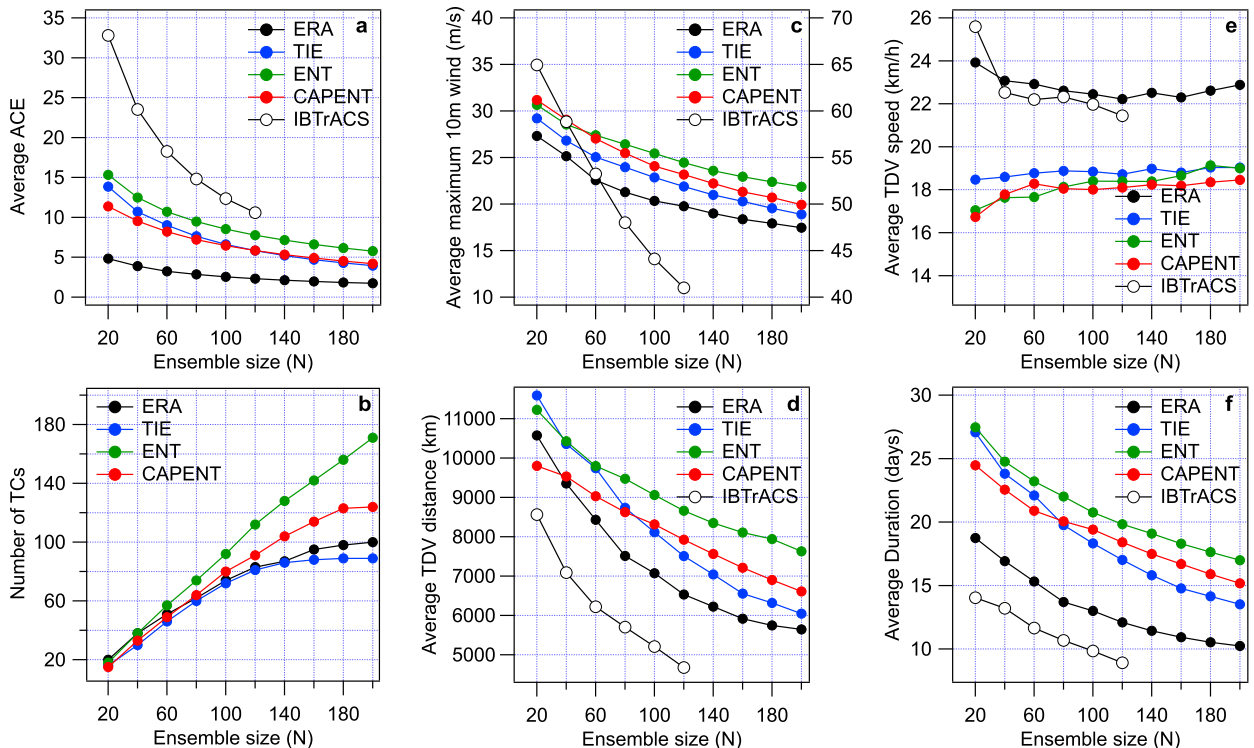 a
ERA
TIE
ENT
CAPENT
IBTrACS
35
30
25
20
15
10
5
0
Average ACE
20 60 100 140 180
Ensemble size (N)
c
ERA
TIE
ENT
CAPENT
IBTrACS
40
35
30
25
20
15
10
70
65
60
55
50
45
40
Average maximum 10m wind (m/s)
20 60 100 140 180
Ensemble size (N)
e
26
24
22
20
18
16
14
Average TDV speed (km/h)
ERA
TIE
ENT
CAPENT
IBTrACS
20 60 100 140 180
Ensemble size (N)
b
ERA
TIE
ENT
CAPENT
180
140
100
60
20
Number of TCs
20 60 100 140 180
Ensemble size (N)
d
ERA
TIE
ENT
CAPENT
IBTrACS
11000
10000
9000
8000
7000
6000
5000
Average TDV distance (km)
20 60 100 140 180
Ensemble size (N)
f
ERA
TIE
ENT
CAPENT
IBTrACS
30
25
20
15
10
Average Duration (days)
20 60 100 140 180
Ensemble size (N)